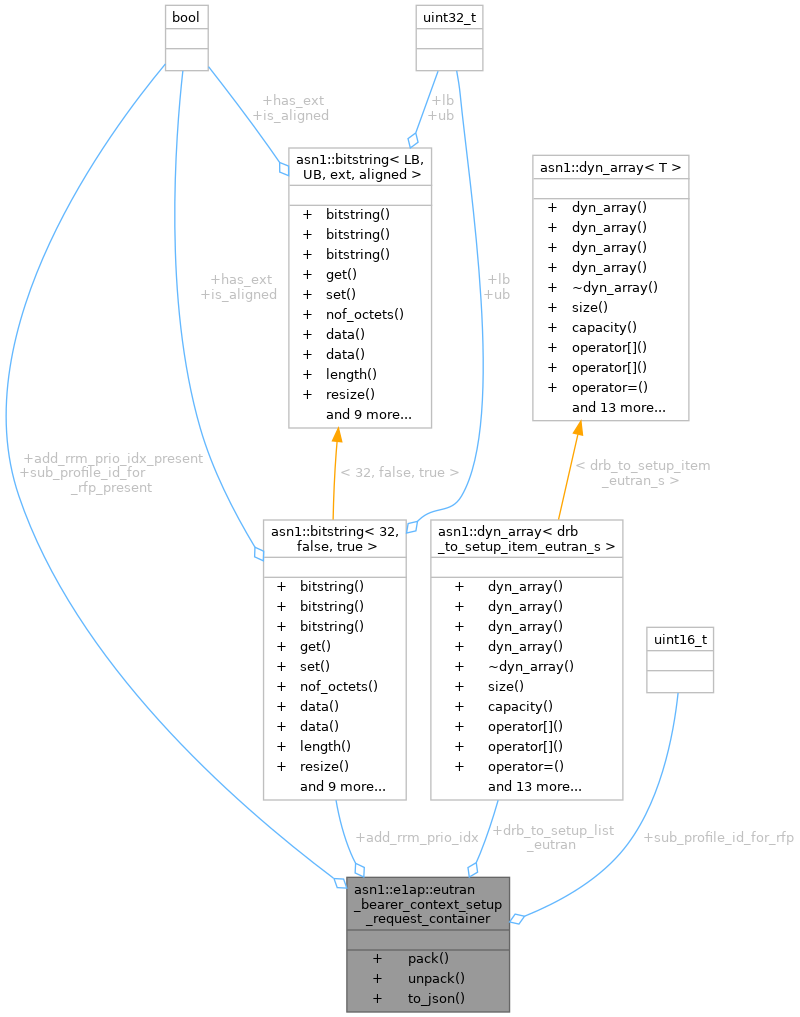 bool
uint32_t
+has_ext
+is_aligned
+lb
+ub
asn1::bitstring< LB,
UB, ext, aligned >
+ bitstring()
+ bitstring()
+ bitstring()
+ get()
+ set()
+ nof_octets()
+ data()
+ data()
+ length()
+ resize()
and 9 more...
asn1::dyn_array< T >
+ dyn_array()
+ dyn_array()
+ dyn_array()
+ dyn_array()
+ ~dyn_array()
+ size()
+ capacity()
+ operator[]()
+ operator[]()
+ operator=()
and 13 more...
+has_ext
+is_aligned
+lb
+ub
+add_rrm_prio_idx_present
+sub_profile_id_for
_rfp_present
< 32, false, true >
< drb_to_setup_item
_eutran_s >
asn1::bitstring< 32,
false, true >
+ bitstring()
+ bitstring()
+ bitstring()
+ get()
+ set()
+ nof_octets()
+ data()
+ data()
+ length()
+ resize()
and 9 more...
asn1::dyn_array< drb
_to_setup_item_eutran_s >
+ dyn_array()
+ dyn_array()
+ dyn_array()
+ dyn_array()
+ ~dyn_array()
+ size()
+ capacity()
+ operator[]()
+ operator[]()
+ operator=()
and 13 more...
uint16_t
+add_rrm_prio_idx
+drb_to_setup_list
_eutran
+sub_profile_id_for_rfp
asn1::e1ap::eutran
_bearer_context_setup
_request_container
+ pack()
+ unpack()
+ to_json()